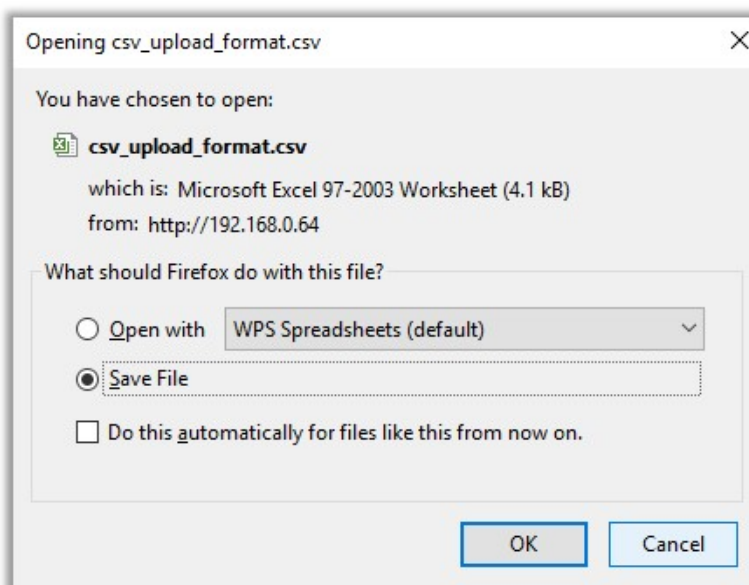 Opening csv_upload_format.csv
You have chosen to open:
csv_upload_format.csv
which is: Microsoft Excel 97-2003 Worksheet (4.1 kB)
from: http://192.168.0.64
What should Firefox do with this file?
Open with WPS Spreadsheets (default)
Save File
Do this automatically for files like this from now on.
OK Cancel